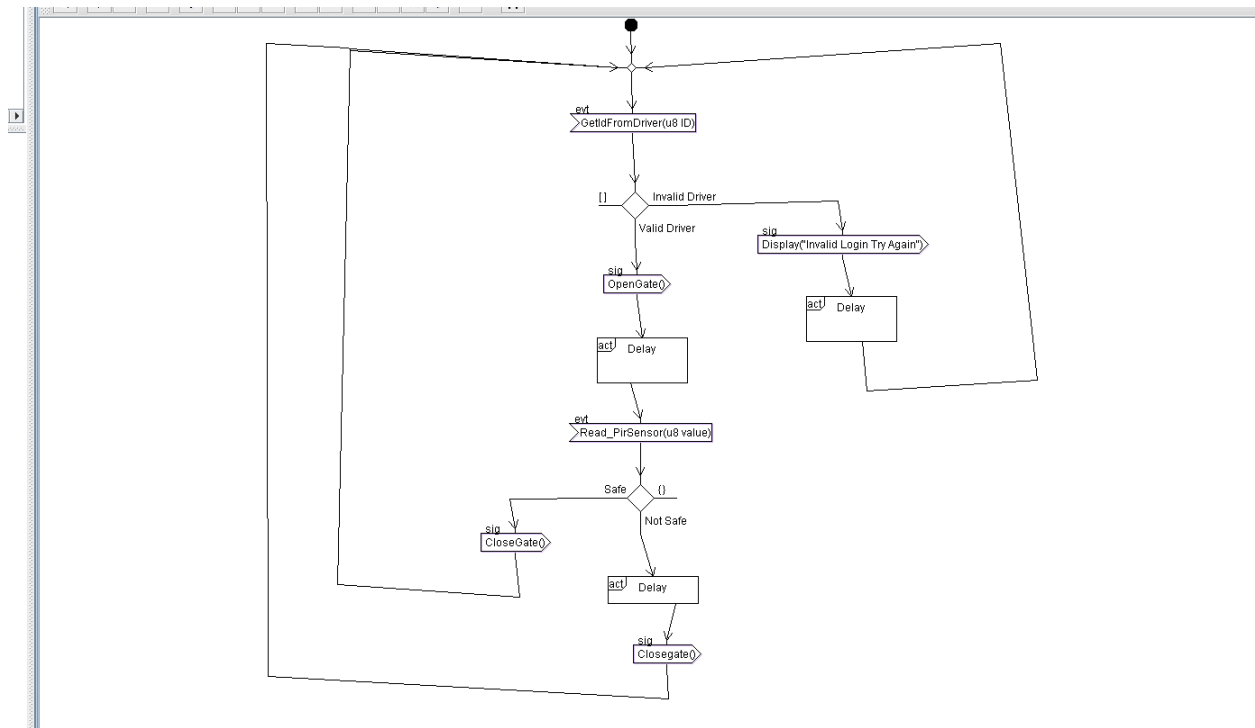 evt
GetIdFromDriver(u8 ID)
[ ]
Invalid Driver
Valid Driver
sig
Display("Invalid Login Try Again")
sig
OpenGate()
act
Delay
act
Delay
evt
Read_PirSensor(u8 value)
Safe
{}
Not Safe
sig
CloseGate()
act
Delay
sig
Closegate()